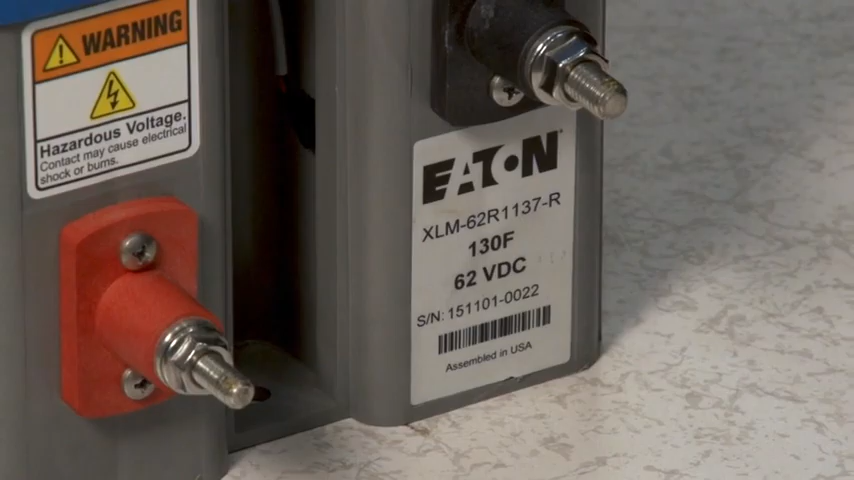 WARNING
Hazardous Voltage.
Contact may cause electrical
shock or burns.
EATON
XLM-62R1137-R
130F
62 VDC
S/N: 151101-0022
Assembled in USA